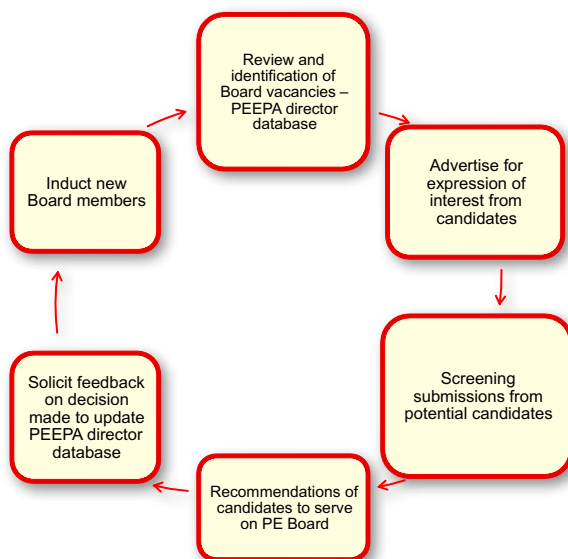 Review and
identification of
Board vacancies –
PEEPA director
database
Advertise for
expression of
interest from
candidates
Screening
submissions from
potential candidates
Recommendations of
candidates to serve
on PE Board
Solicit feedback
on decision
made to update
PEEPA director
database
Induct new
Board members